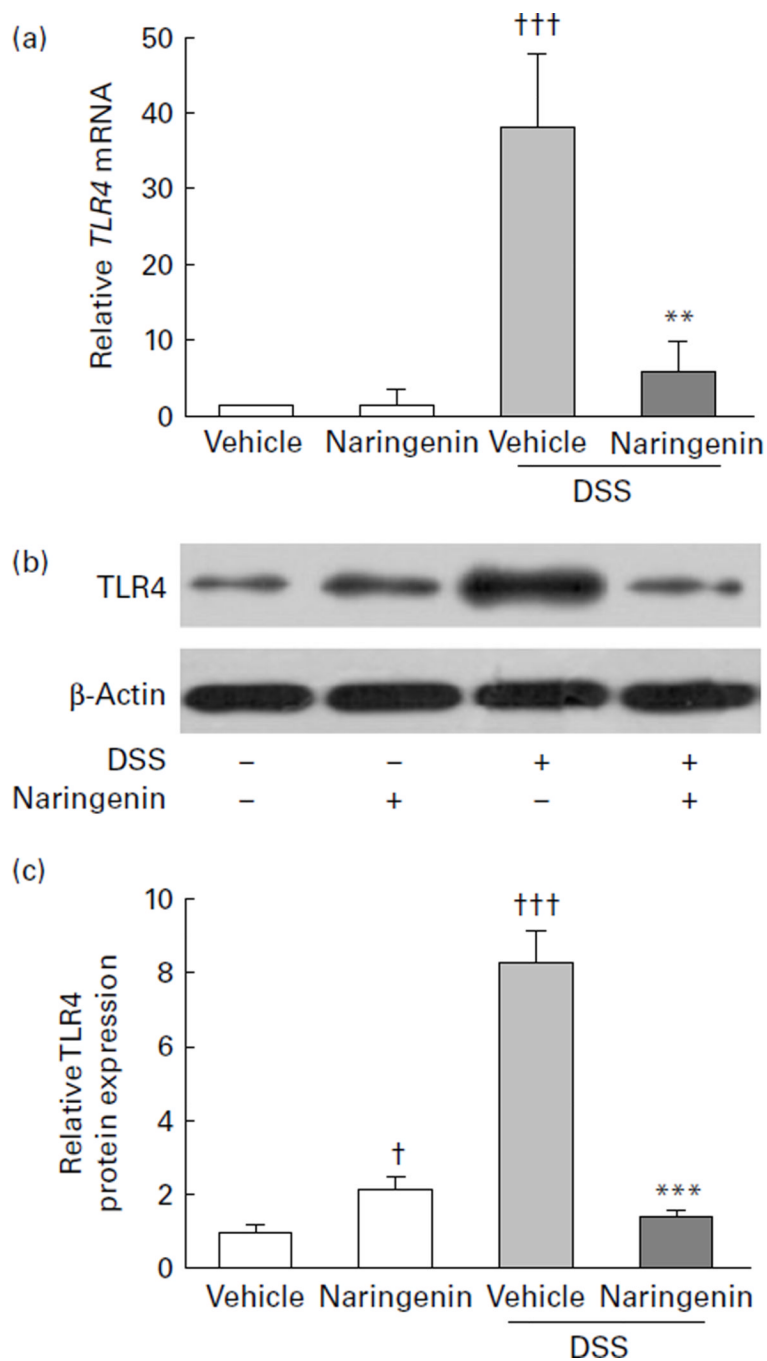 (a)
†††
50
40
30
20
10
0
Relative TLR4 mRNA
**
Vehicle Naringenin Vehicle Naringenin
DSS
(b)
TLR4
β-Actin
DSS – – + +
Naringenin – + – +
(c)
†††
10
8
6
4
2
0
Relative TLR4
protein expression
†
***
Vehicle Naringenin Vehicle Naringenin
DSS